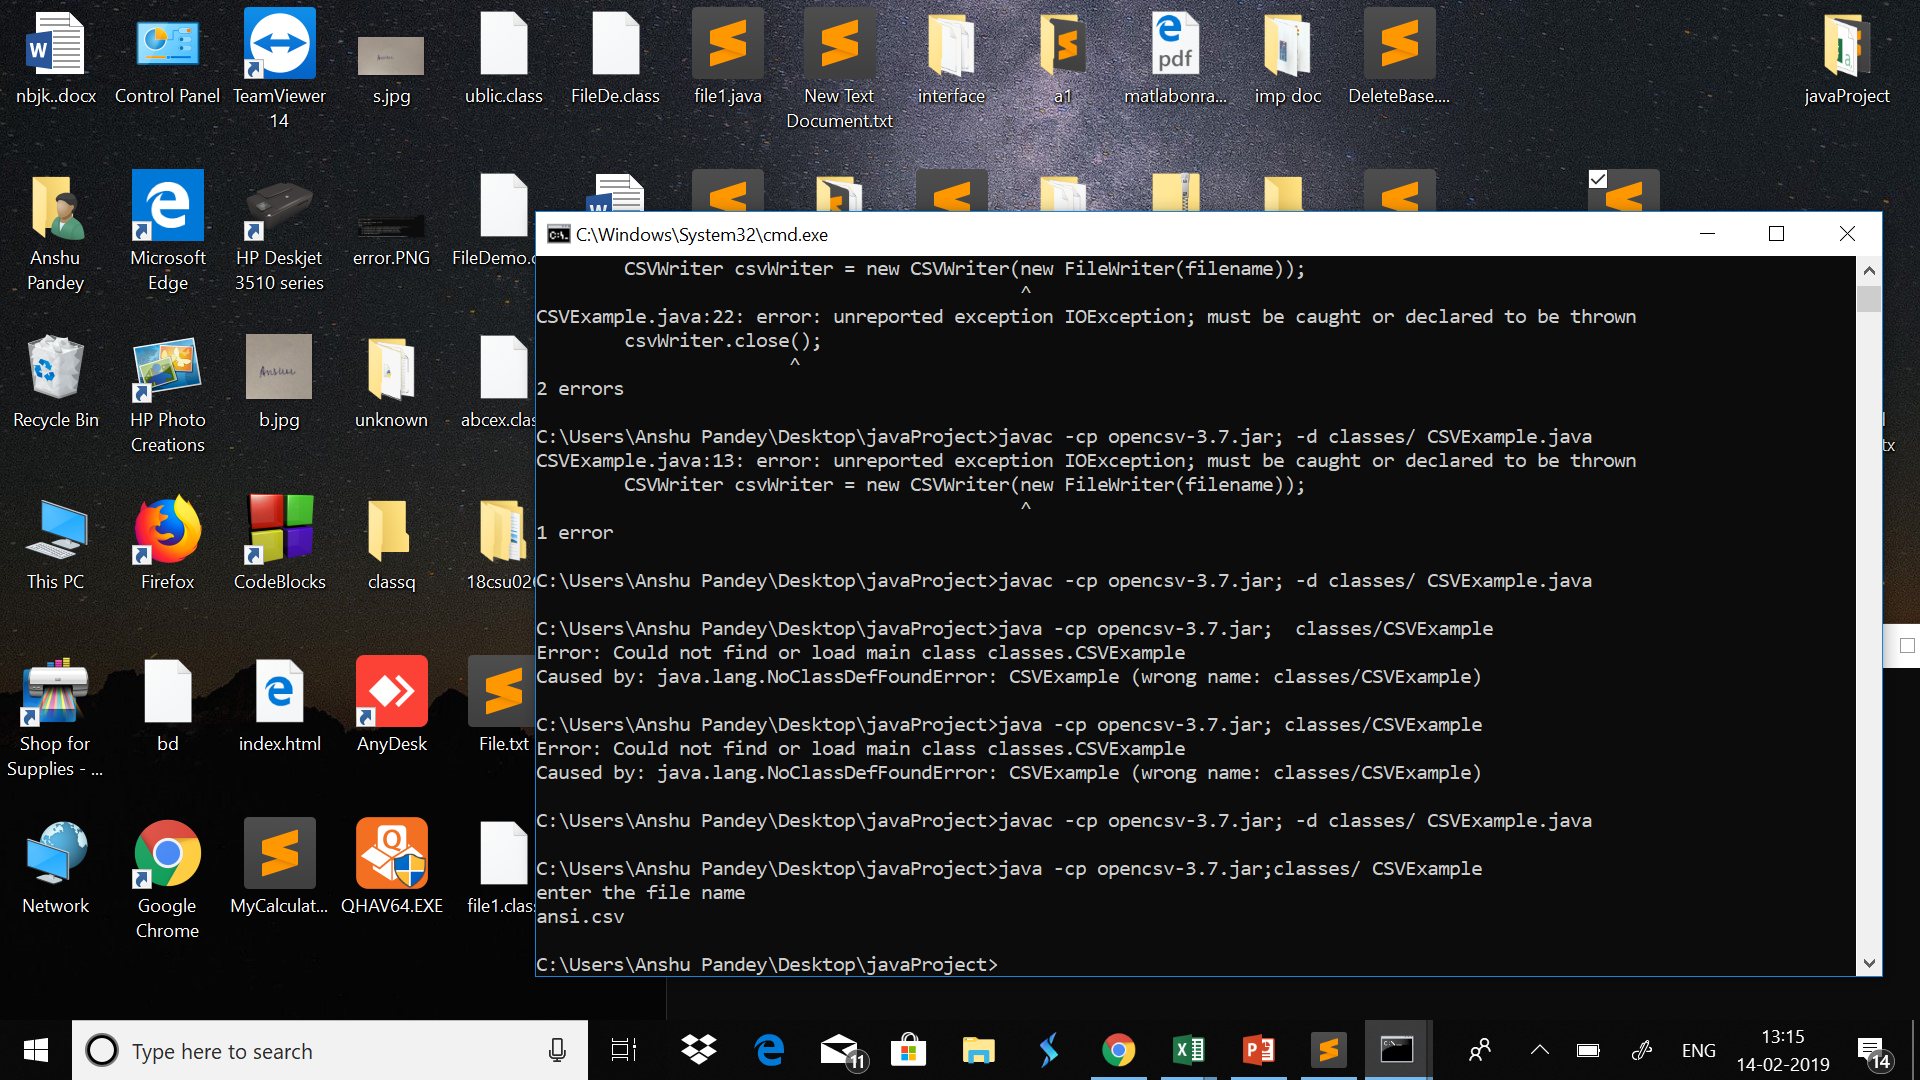 nbjk..docx
Control Panel
TeamViewer
14
s.jpg
ublic.class
FileDe.class
file1.java
New Text
Document.txt
interface
a1
pdf
matlabonra...
imp doc
DeleteBase....
javaProject
Anshu
Pandey
Microsoft
Edge
HP Deskjet
3510 series
error.PNG
FileDemo.
Recycle Bin
HP Photo
Creations
Anshu
b.jpg
unknown
abcex.clas
This PC
Firefox
CodeBlocks
classq
18csu02
Shop for
Supplies - ...
bd
index.html
AnyDesk
File.txt
Network
Google
Chrome
MyCalculat...
QHAV64.EXE
file1.clas
tx
C:\Windows\System32\cmd.exe
CSVWriter csvWriter = new CSVWriter(new FileWriter(filename));
^
CSVExample.java:22: error: unreported exception IOException; must be caught or declared to be thrown
csvWriter.close();
^
2 errors
C:\Users\Anshu Pandey\Desktop\javaProject>javac -cp opencsv-3.7.jar; -d classes/ CSVExample.java
CSVExample.java:13: error: unreported exception IOException; must be caught or declared to be thrown
CSVWriter csvWriter = new CSVWriter(new FileWriter(filename));
^
1 error
C:\Users\Anshu Pandey\Desktop\javaProject>javac -cp opencsv-3.7.jar; -d classes/ CSVExample.java
C:\Users\Anshu Pandey\Desktop\javaProject>java -cp opencsv-3.7.jar;  classes/CSVExample
Error: Could not find or load main class classes.CSVExample
Caused by: java.lang.NoClassDefFoundError: CSVExample (wrong name: classes/CSVExample)
C:\Users\Anshu Pandey\Desktop\javaProject>java -cp opencsv-3.7.jar; classes/CSVExample
Error: Could not find or load main class classes.CSVExample
Caused by: java.lang.NoClassDefFoundError: CSVExample (wrong name: classes/CSVExample)
C:\Users\Anshu Pandey\Desktop\javaProject>javac -cp opencsv-3.7.jar; -d classes/ CSVExample.java
C:\Users\Anshu Pandey\Desktop\javaProject>java -cp opencsv-3.7.jar;classes/ CSVExample
enter the file name
ansi.csv
C:\Users\Anshu Pandey\Desktop\javaProject>
Type here to search
11
ENG
13:15
14-02-2019
14